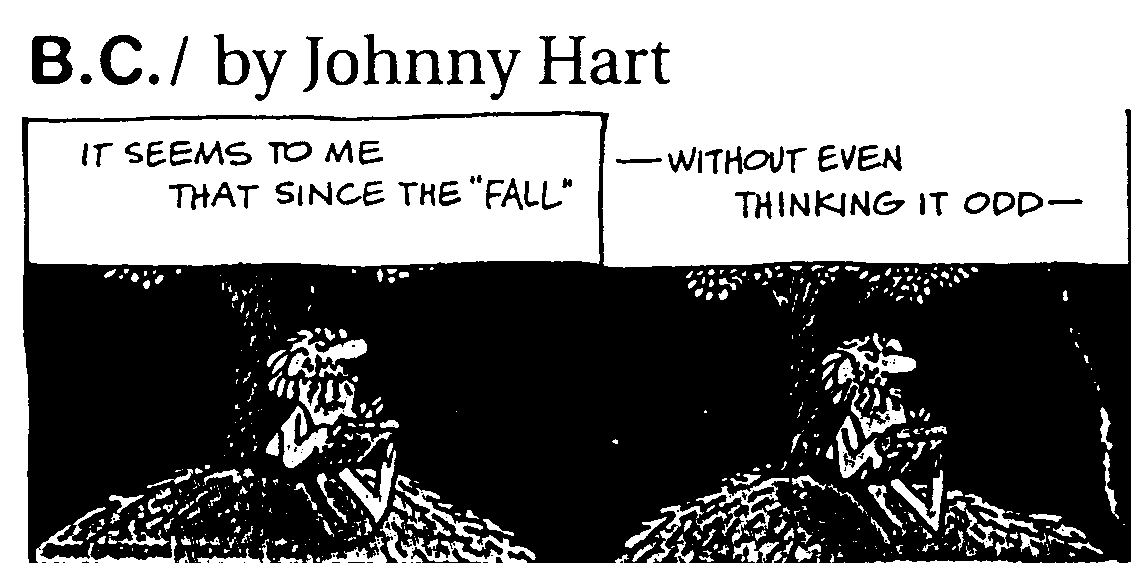 B.C./ by Johnny Hart
IT SEEMS TO ME
THAT SINCE THE "FALL"
—WITHOUT EVEN
THINKING IT ODD—